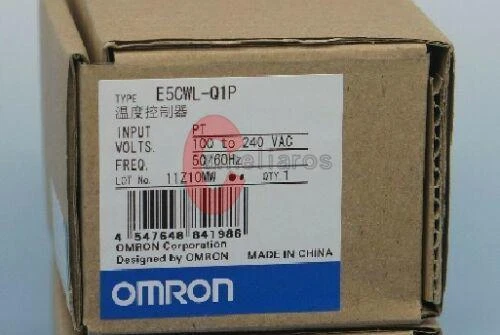 TYPE E5CWL-Q1P
温度控制器
INPUT PT
VOLTS. 100 to 240 VAC
FREQ. 50/60Hz
LOT No. 11Z10MW QTY 1
4 547648 841986
OMRON Corporation
Designed by OMRON MADE IN CHINA
OMRON